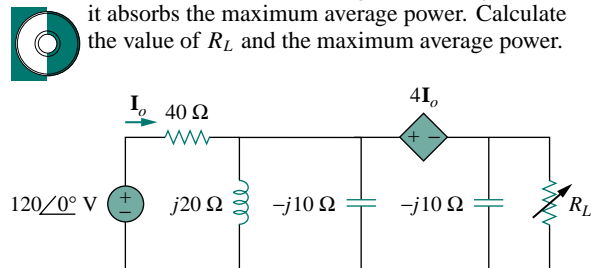 it absorbs the maximum average power. Calculate
the value of R_L and the maximum average power.
I_o 40 Ω 4I_o
+ −
120∠0° V + − j20 Ω −j10 Ω −j10 Ω R_L